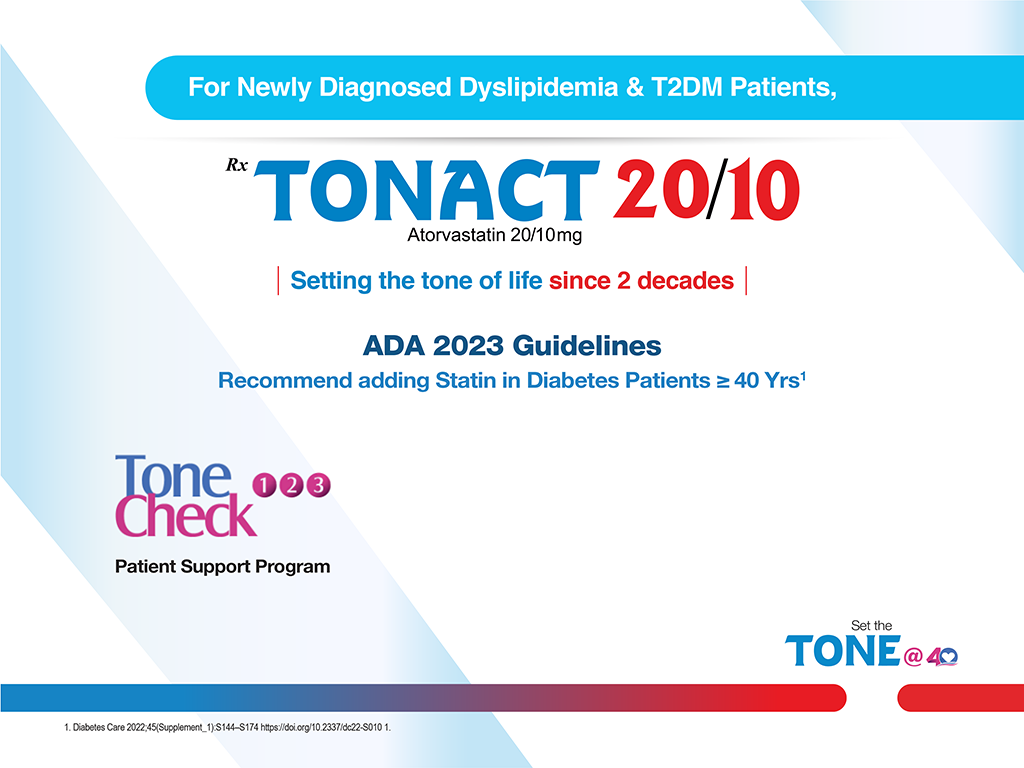 For Newly Diagnosed Dyslipidemia & T2DM Patients,
Rx TONACT 20/10
Atorvastatin 20/10mg
Setting the tone of life since 2 decades
ADA 2023 Guidelines
Recommend adding Statin in Diabetes Patients ≥ 40 Yrs¹
Tone
Check 1 2 3
Patient Support Program
Set the
TONE @ 40
1. Diabetes Care 2022;45(Supplement_1):S144–S174 https://doi.org/10.2337/dc22-S010 1.